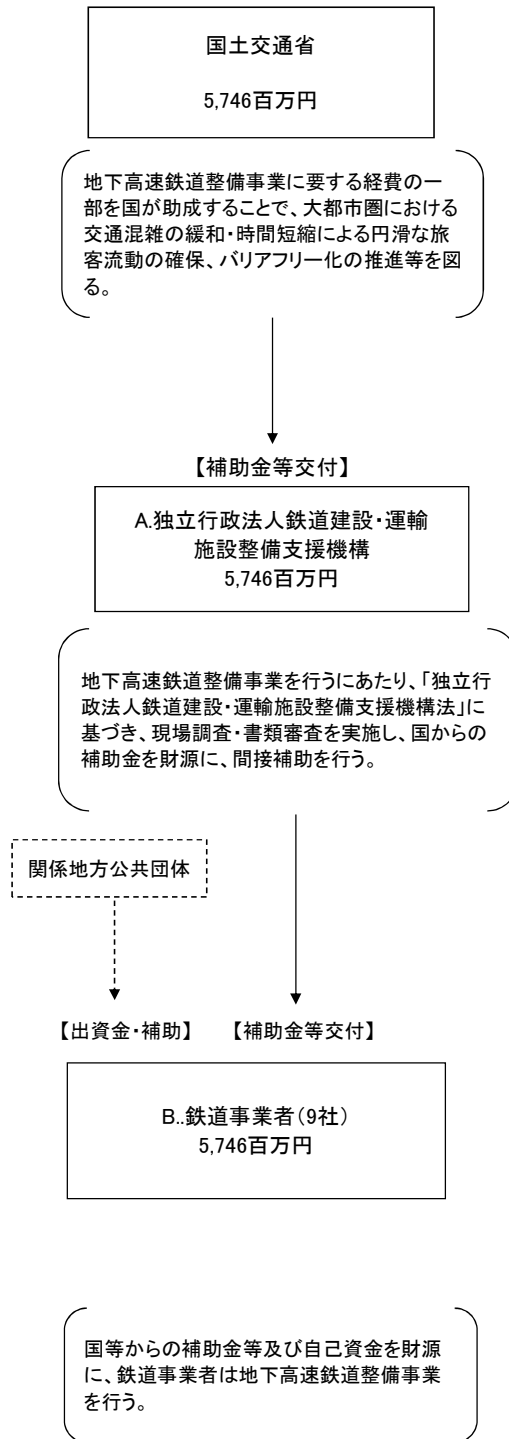 国土交通省
5,746百万円
地下高速鉄道整備事業に要する経費の一
部を国が助成することで、大都市圏における
交通混雑の緩和・時間短縮による円滑な旅
客流動の確保、バリアフリー化の推進等を図
る。
【補助金等交付】
A.独立行政法人鉄道建設・運輸
施設整備支援機構
5,746百万円
地下高速鉄道整備事業を行うにあたり、「独立行
政法人鉄道建設・運輸施設整備支援機構法」に
基づき、現場調査・書類審査を実施し、国からの
補助金を財源に、間接補助を行う。
関係地方公共団体
【出資金・補助】 【補助金等交付】
B..鉄道事業者(9社)
5,746百万円
国等からの補助金等及び自己資金を財源
に、鉄道事業者は地下高速鉄道整備事業
を行う。